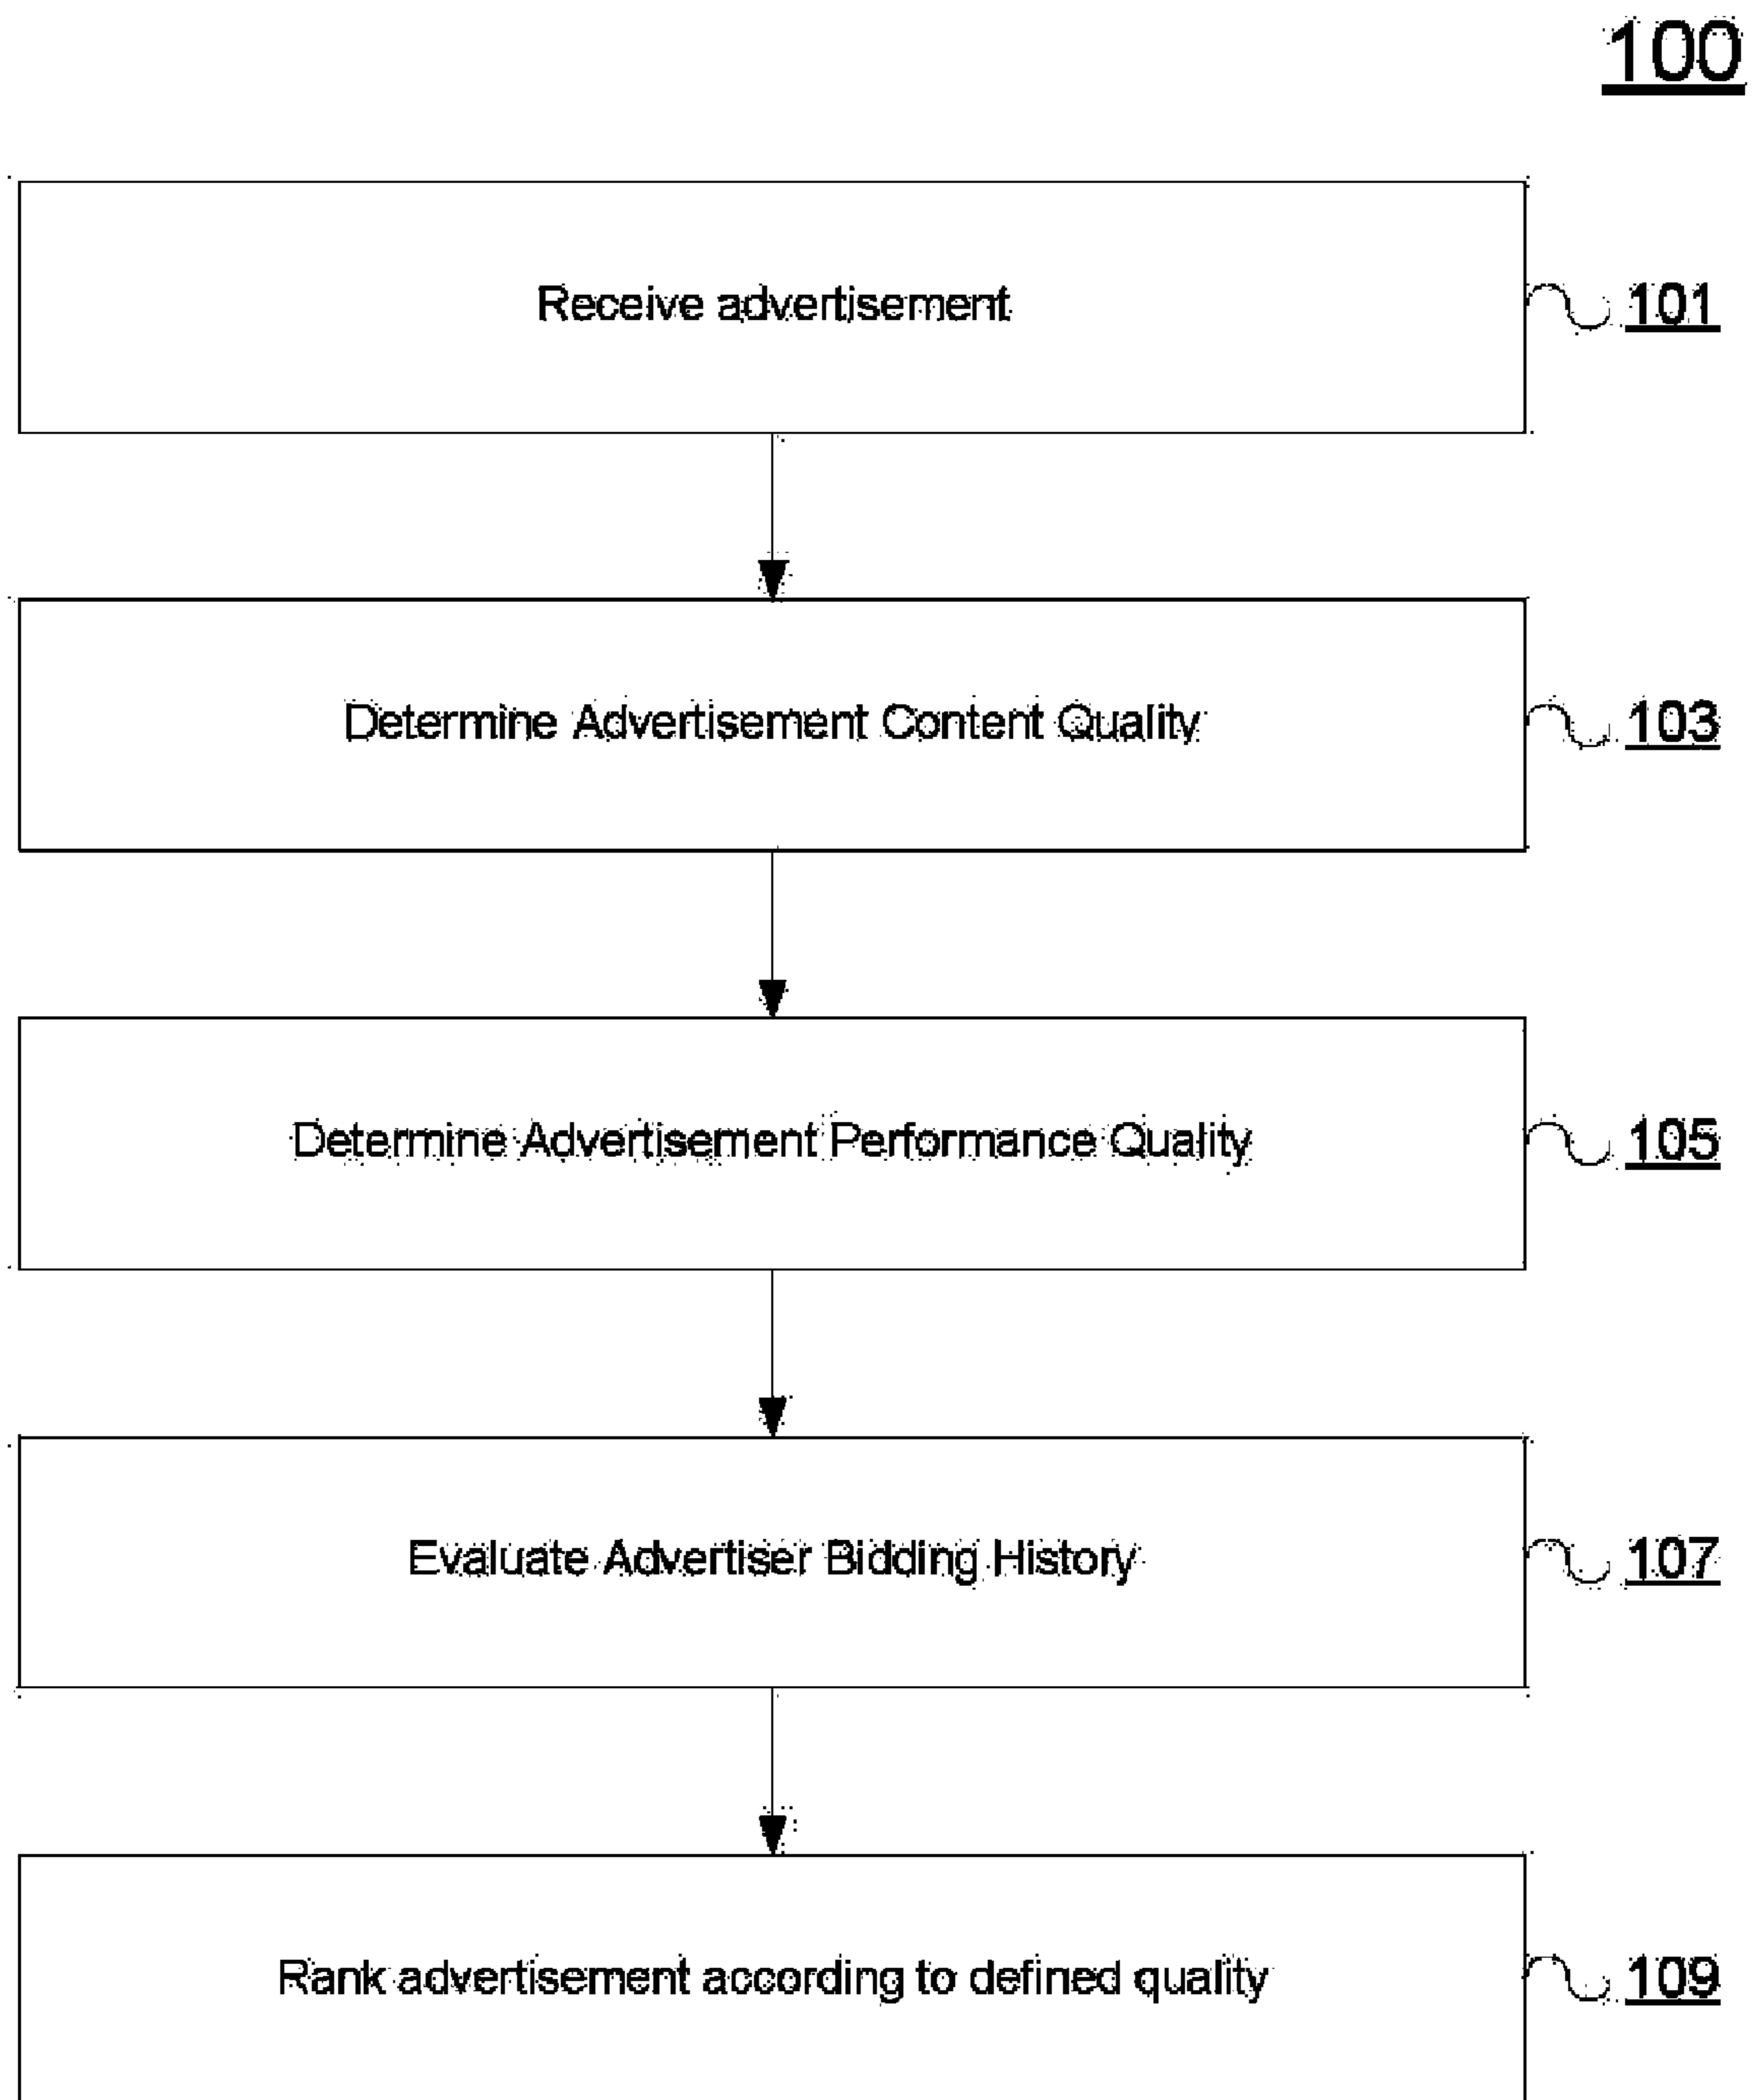 100
Receive advertisement
101
Determine Advertisement Content Quality
103
Determine Advertisement Performance Quality
105
Evaluate Advertiser Bidding History
107
Rank advertisement according to defined quality
109